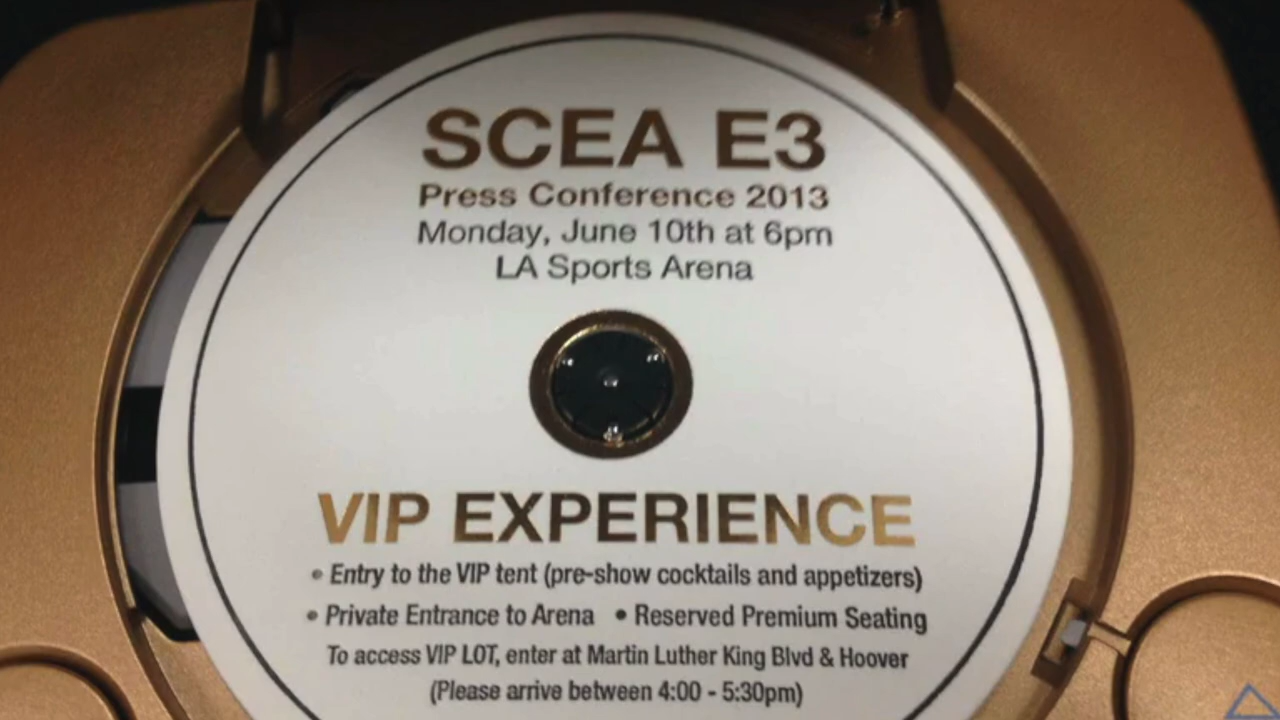 SCEA E3
Press Conference 2013
Monday, June 10th at 6pm
LA Sports Arena
VIP EXPERIENCE
• Entry to the VIP tent (pre-show cocktails and appetizers)
• Private Entrance to Arena • Reserved Premium Seating
To access VIP LOT, enter at Martin Luther King Blvd & Hoover
(Please arrive between 4:00 - 5:30pm)